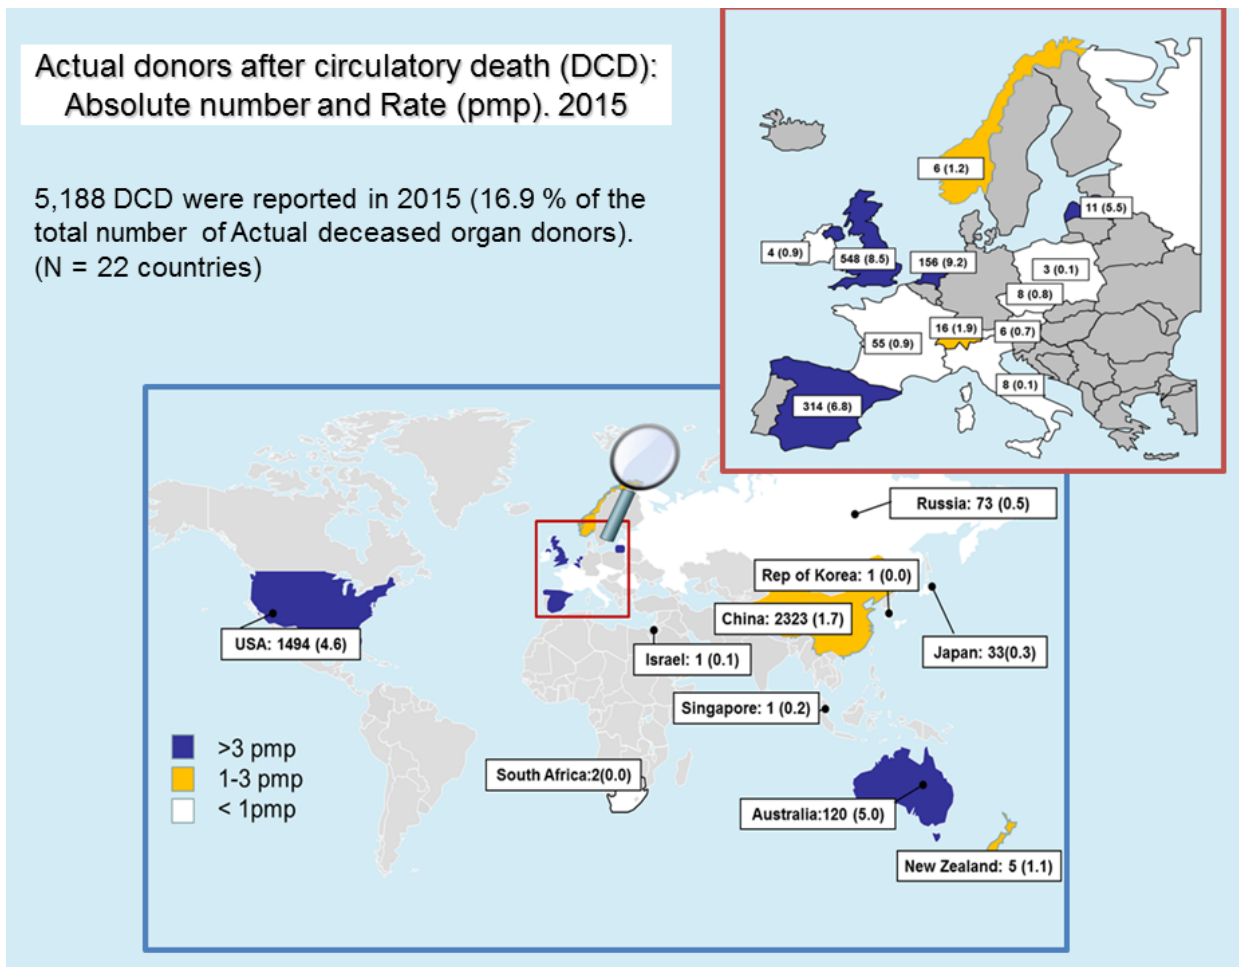 Actual donors after circulatory death (DCD):
Absolute number and Rate (pmp). 2015
5,188 DCD were reported in 2015 (16.9 % of the
total number of Actual deceased organ donors).
(N = 22 countries)
6 (1.2)
11 (5.5)
4 (0.9)
548 (8.5)
156 (9.2)
3 (0.1)
8 (0.8)
16 (1.9)
6 (0.7)
55 (0.9)
8 (0.1)
314 (6.8)
Russia: 73 (0.5)
Rep of Korea: 1 (0.0)
China: 2323 (1.7)
USA: 1494 (4.6)
Israel: 1 (0.1)
Japan: 33(0.3)
Singapore: 1 (0.2)
>3 pmp
1-3 pmp
< 1pmp
South Africa:2(0.0)
Australia:120 (5.0)
New Zealand: 5 (1.1)